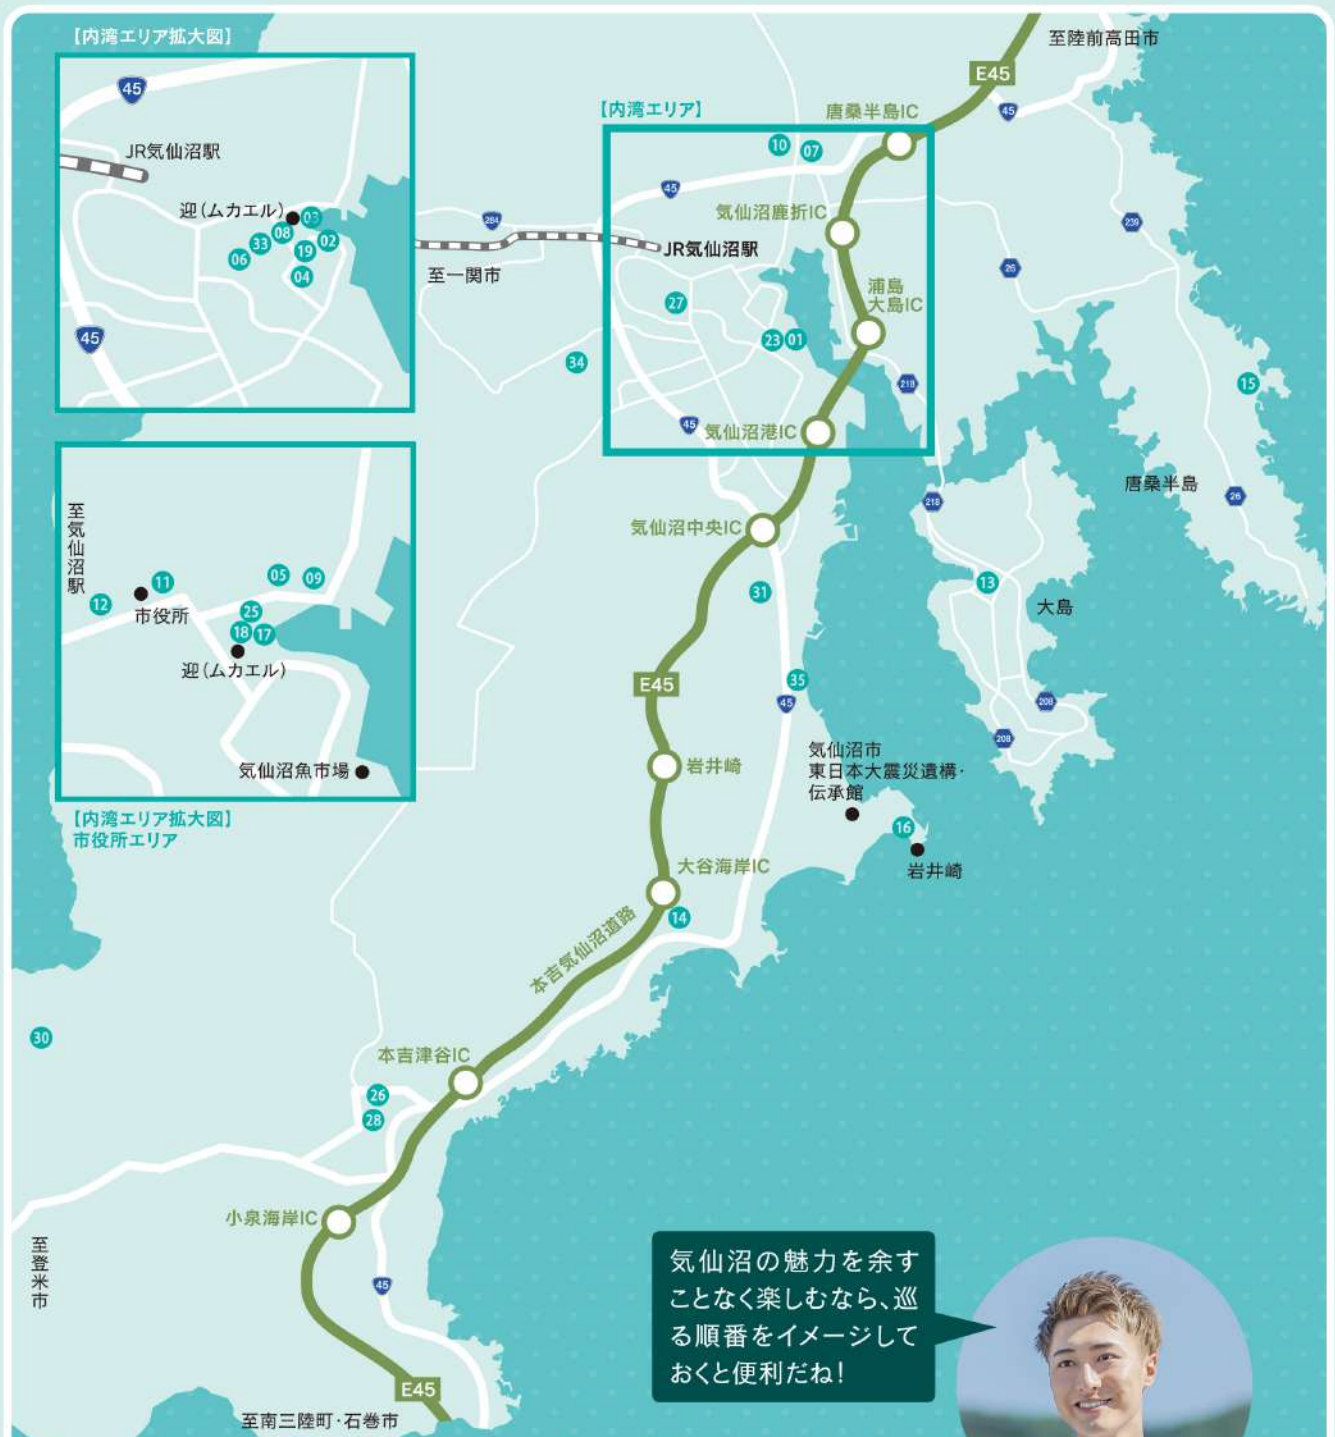 【内湾エリア拡大図】
45
JR気仙沼駅
迎（ムカエル）
03
08
33
02
19
06
04
45
至気仙沼駅
11
05
09
12
市役所
25
18
17
迎（ムカエル）
気仙沼魚市場
【内湾エリア拡大図】
市役所エリア
至陸前高田市
E45
45
唐桑半島IC
【内湾エリア】
10
07
45
気仙沼鹿折IC
284
JR気仙沼駅
至一関市
239
26
浦島
大島IC
27
23
01
34
218
15
45
気仙沼港IC
唐桑半島
26
218
気仙沼中央IC
13
31
大島
E45
35
45
208
208
気仙沼市
東日本大震災遺構・
伝承館
岩井崎
16
岩井崎
大谷海岸IC
14
本吉気仙沼道路
30
本吉津谷IC
26
28
小泉海岸IC
至登米市
45
E45
至南三陸町・石巻市
気仙沼の魅力を余す
ことなく楽しむなら、巡
る順番をイメージして
おくと便利だね！